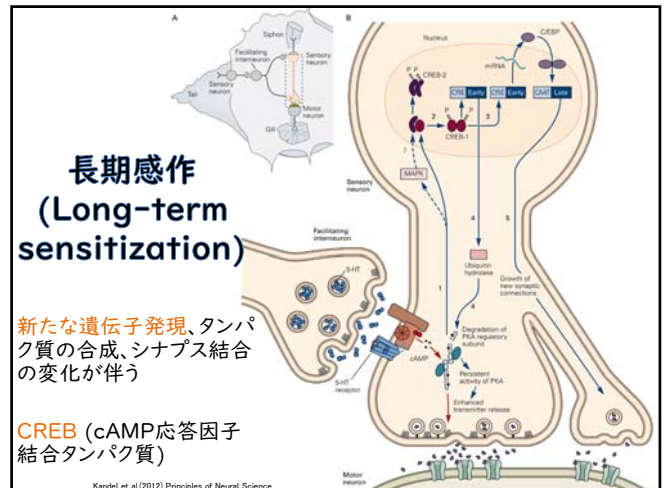 A
Siphon
Sensory neuron
Facilitating interneuron
Sensory neuron
Tail
Motor neuron
Gill
長期感作
(Long-term
sensitization)
新たな遺伝子発現、タンパ
ク質の合成、シナプス結合
の変化が伴う
CREB (cAMP応答因子
結合タンパク質)
Kandel et al (2012) Principles of Neural Science
B
Nucleus
C/EBP
mRNA
P P
CREB-2
CRE Early
CRE Early
CAAT Late
2
P P
3
CREB-1
?
MAPK
Sensory neuron
4
5
Facilitating interneuron
5-HT
Ubiquitin hydrolase
Growth of new synaptic connections
1
4
cAMP
Degradation of PKA regulatory subunit
Persistent activity of PKA
5-HT receptor
Enhanced transmitter release
Motor neuron